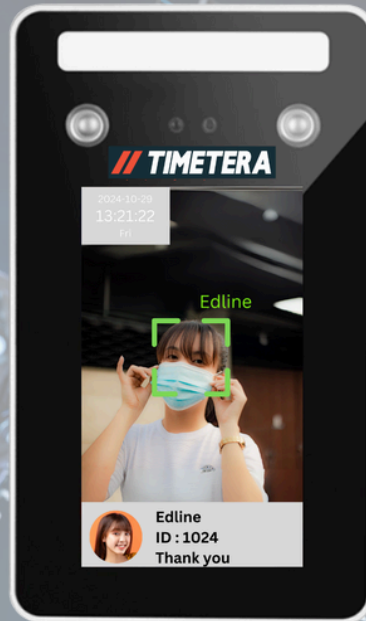 // TIMETERA
2024-10-29
13:21:22
Fri
Edline
Edline
ID : 1024
Thank you